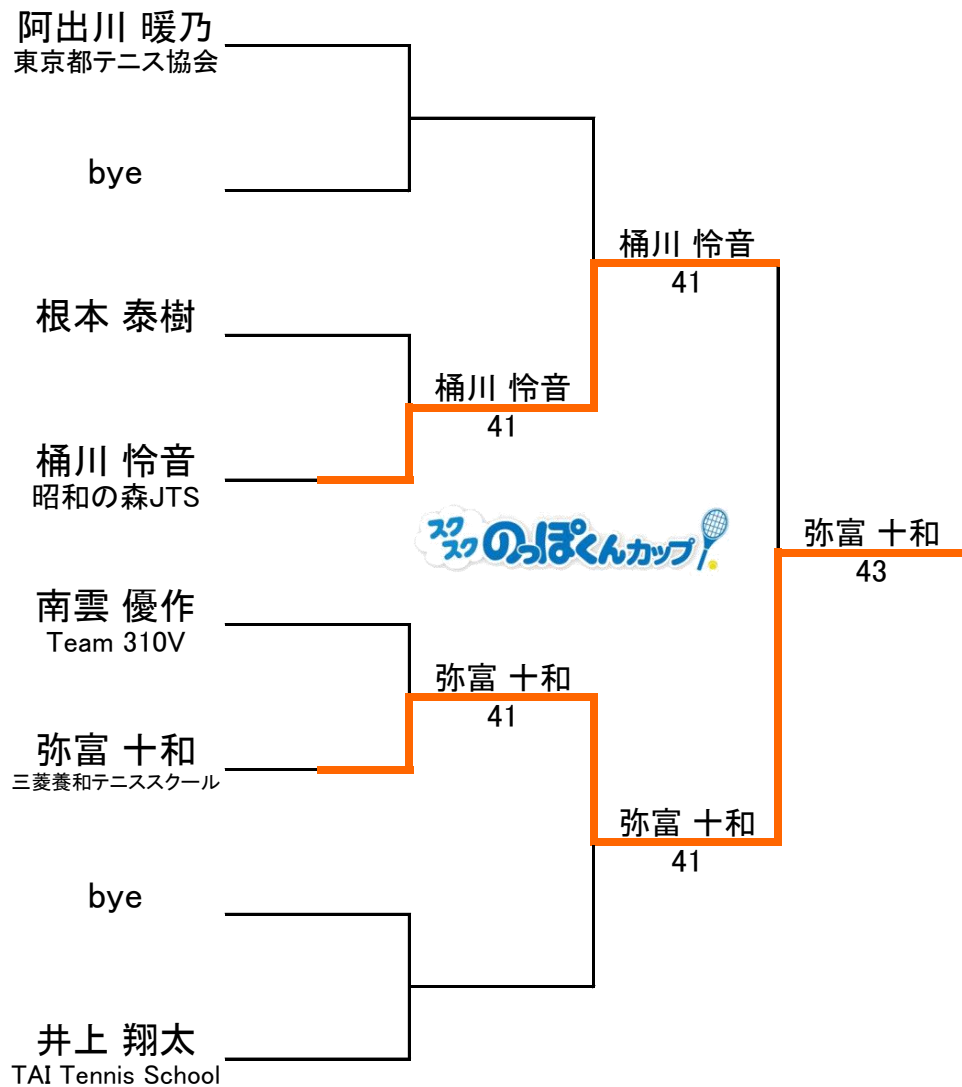 阿出川 暖乃
東京都テニス協会
bye
桶川 怜音
41
根本 泰樹
桶川 怜音
41
桶川 怜音
昭和の森JTS
スクスク のっぽくんカップ
弥富 十和
43
南雲 優作
Team 310V
弥富 十和
41
弥富 十和
三菱養和テニススクール
弥富 十和
41
bye
井上 翔太
TAI Tennis School